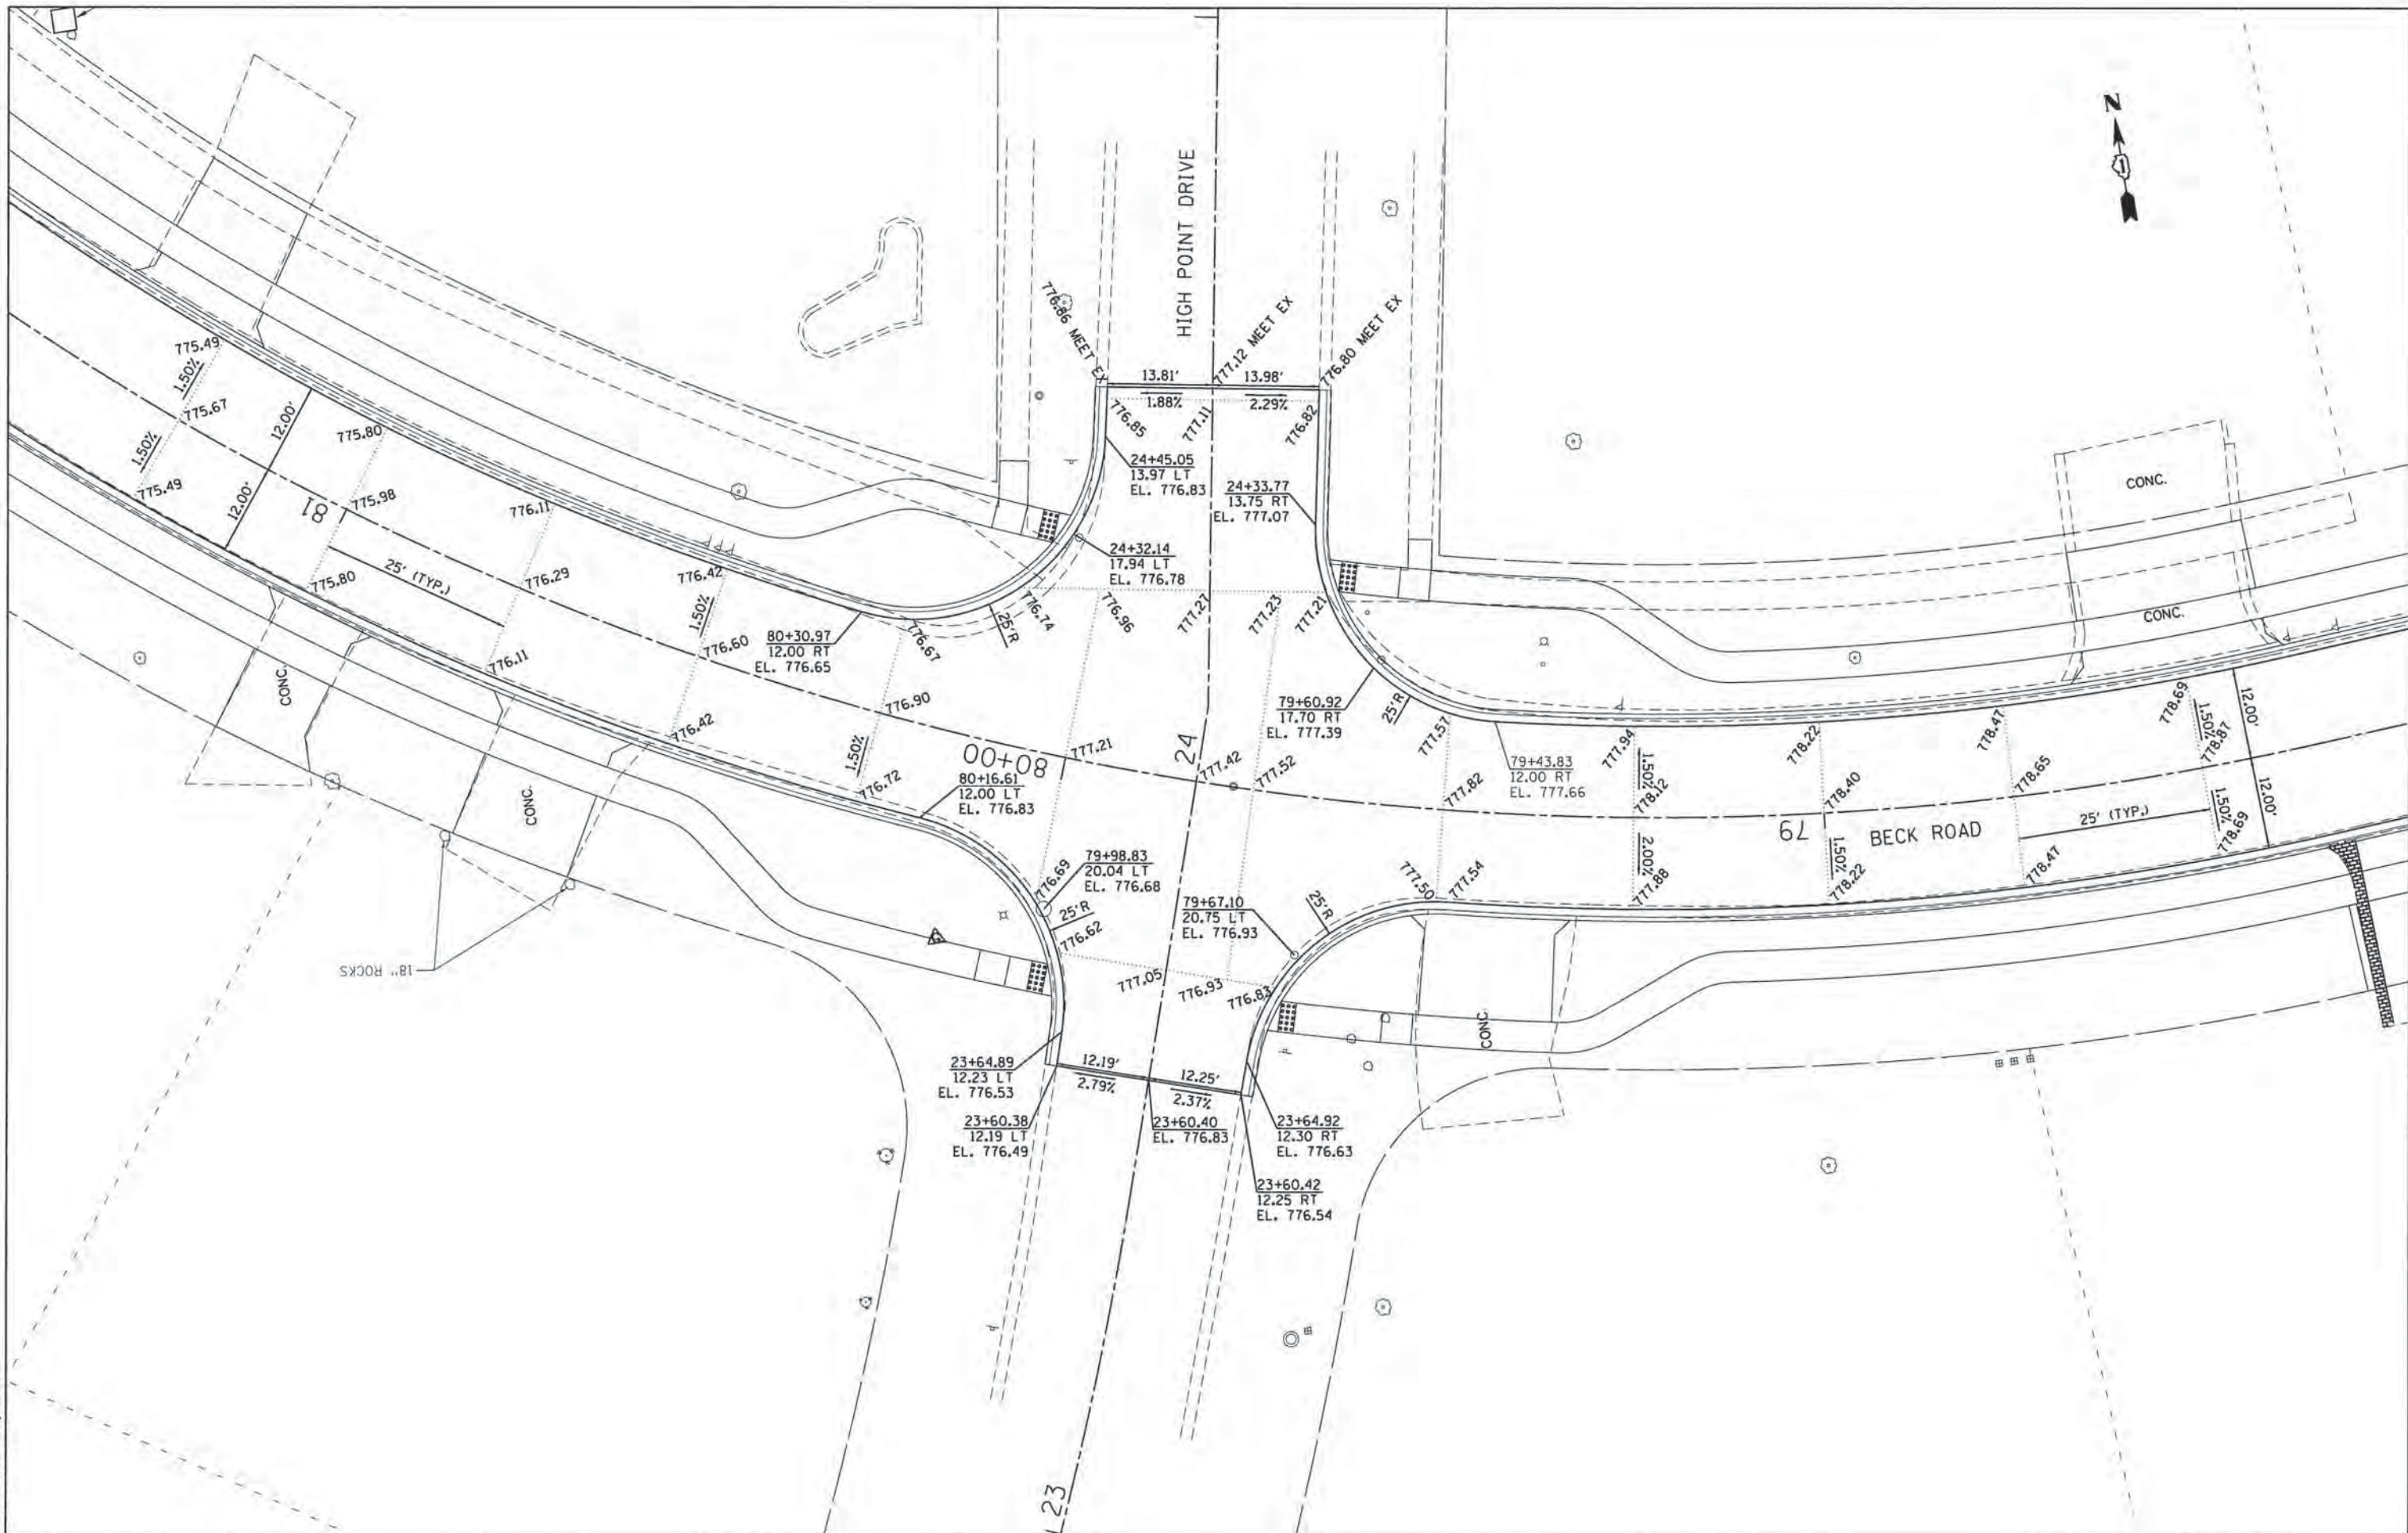 N
HIGH POINT DRIVE
776.86 MEET EX
777.12 MEET EX
776.80 MEET EX
13.81'
13.98'
1.88%
2.29%
776.85
777.11
776.82
24+45.05
13.97 LT
EL. 776.83
24+33.77
13.75 RT
EL. 777.07
24+32.14
17.94 LT
EL. 776.78
775.49
1.50%
775.67
1.50%
775.49
12.00'
12.00'
81
775.80
775.98
775.80
25' (TYP.)
776.11
776.29
776.11
776.42
1.50%
776.60
776.42
80+30.97
12.00 RT
EL. 776.65
776.67
776.90
1.50%
776.72
25'R
776.74
776.96
777.27
777.23
777.21
80+00
777.21
24
777.42
777.52
80+16.61
12.00 LT
EL. 776.83
79+60.92
17.70 RT
EL. 777.39
25'R
777.57
777.82
777.50
777.54
79+43.83
12.00 RT
EL. 777.66
777.94
1.50%
778.12
2.00%
777.88
778.22
778.40
1.50%
778.22
79
BECK ROAD
778.47
778.65
778.47
25' (TYP.)
778.69
1.50%
778.87
1.50%
778.69
12.00'
12.00'
CONC.
CONC.
CONC.
CONC.
CONC.
18" ROCKS
776.69
79+98.83
20.04 LT
EL. 776.68
25'R
776.62
79+67.10
20.75 LT
EL. 776.93
25'R
777.05
776.93
776.83
23+64.89
12.23 LT
EL. 776.53
12.19'
2.79%
12.25'
2.37%
23+60.38
12.19 LT
EL. 776.49
23+60.40
EL. 776.83
23+64.92
12.30 RT
EL. 776.63
23+60.42
12.25 RT
EL. 776.54
23